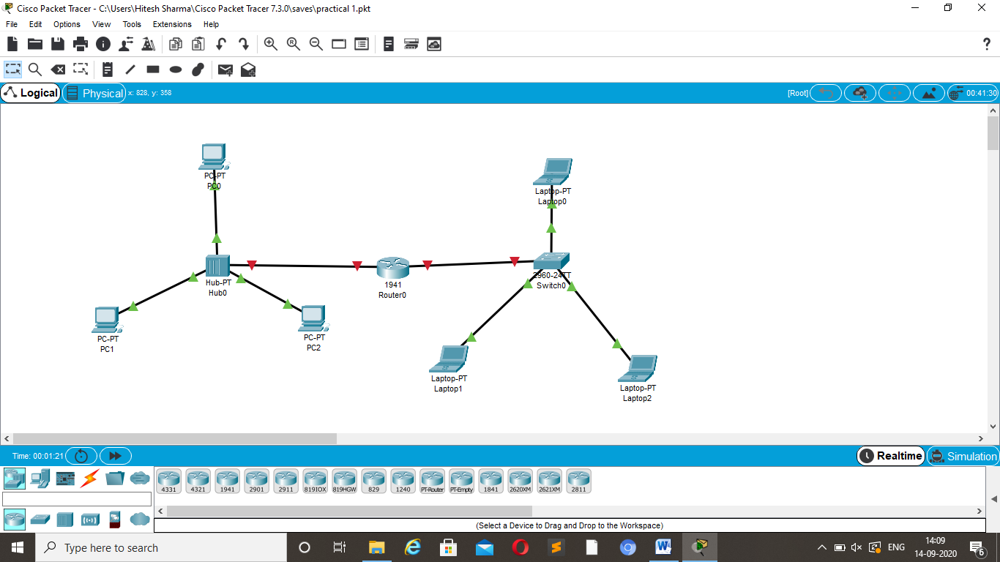 Cisco Packet Tracer - C:\Users\Hitesh Sharma\Cisco Packet Tracer 7.3.0\saves\practical 1.pkt
File Edit Options View Tools Extensions Help
?
Logical Physical x: 828, y: 358 [Root] 00:41:30
PC-PT
PC0
Laptop-PT
Laptop0
Hub-PT
Hub0
1941
Router0
2960-24TT
Switch0
PC-PT
PC1
PC-PT
PC2
Laptop-PT
Laptop1
Laptop-PT
Laptop2
Time: 00:01:21 Realtime Simulation
4331 4321 1941 2901 2911 819IOX 819HGW 829 1240 PT-Router PT-Empty 1841 2620XM 2621XM 2811
(Select a Device to Drag and Drop to the Workspace)
Type here to search
ENG
14:09
14-09-2020
6